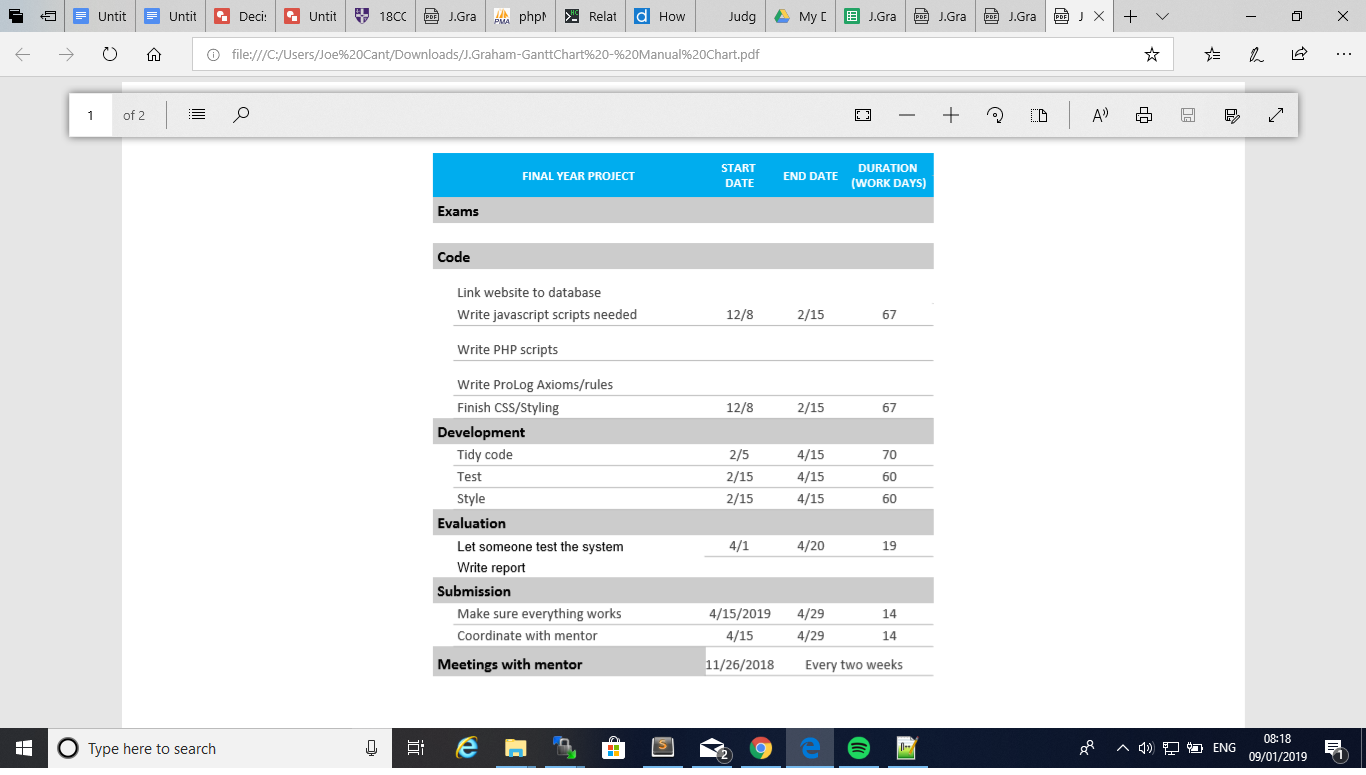 Untit
Untit
Deci:
Untit
18CC
J.Gra
phpM
Relat
How
Judg
My D
J.Gra
J.Gra
J.Gra
J
file:///C:/Users/Joe%20Cant/Downloads/J.Graham-GanttChart%20-%20Manual%20Chart.pdf
1 of 2
FINAL YEAR PROJECT START DATE END DATE DURATION (WORK DAYS)
Exams
Code
Link website to database
Write javascript scripts needed 12/8 2/15 67
Write PHP scripts
Write ProLog Axioms/rules
Finish CSS/Styling 12/8 2/15 67
Development
Tidy code 2/5 4/15 70
Test 2/15 4/15 60
Style 2/15 4/15 60
Evaluation
Let someone test the system 4/1 4/20 19
Write report
Submission
Make sure everything works 4/15/2019 4/29 14
Coordinate with mentor 4/15 4/29 14
Meetings with mentor 11/26/2018 Every two weeks
Type here to search
2
ENG
08:18
09/01/2019
1